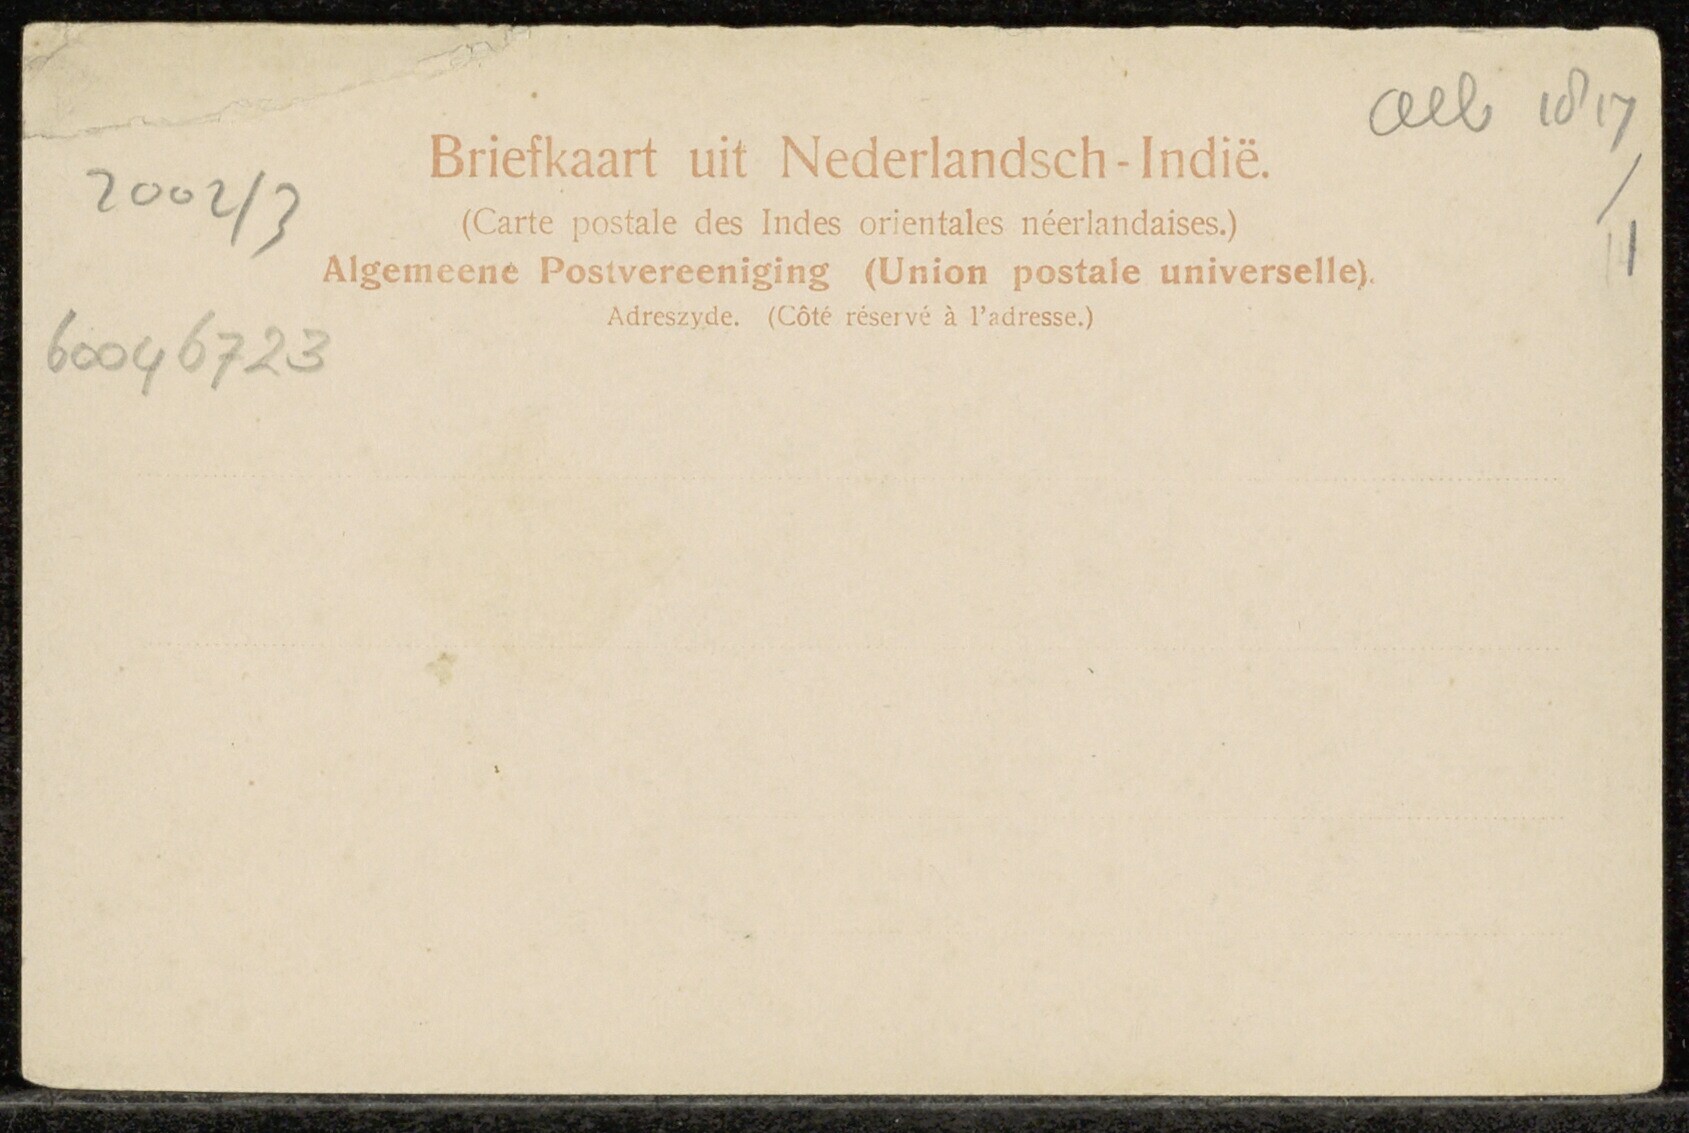 alb 1817
/
11
2002/3
Briefkaart uit Nederlandsch-Indië.
(Carte postale des Indes orientales néerlandaises.)
Algemeene Postvereeniging (Union postale universelle).
Adreszyde. (Côté réservé à l'adresse.)
60046723